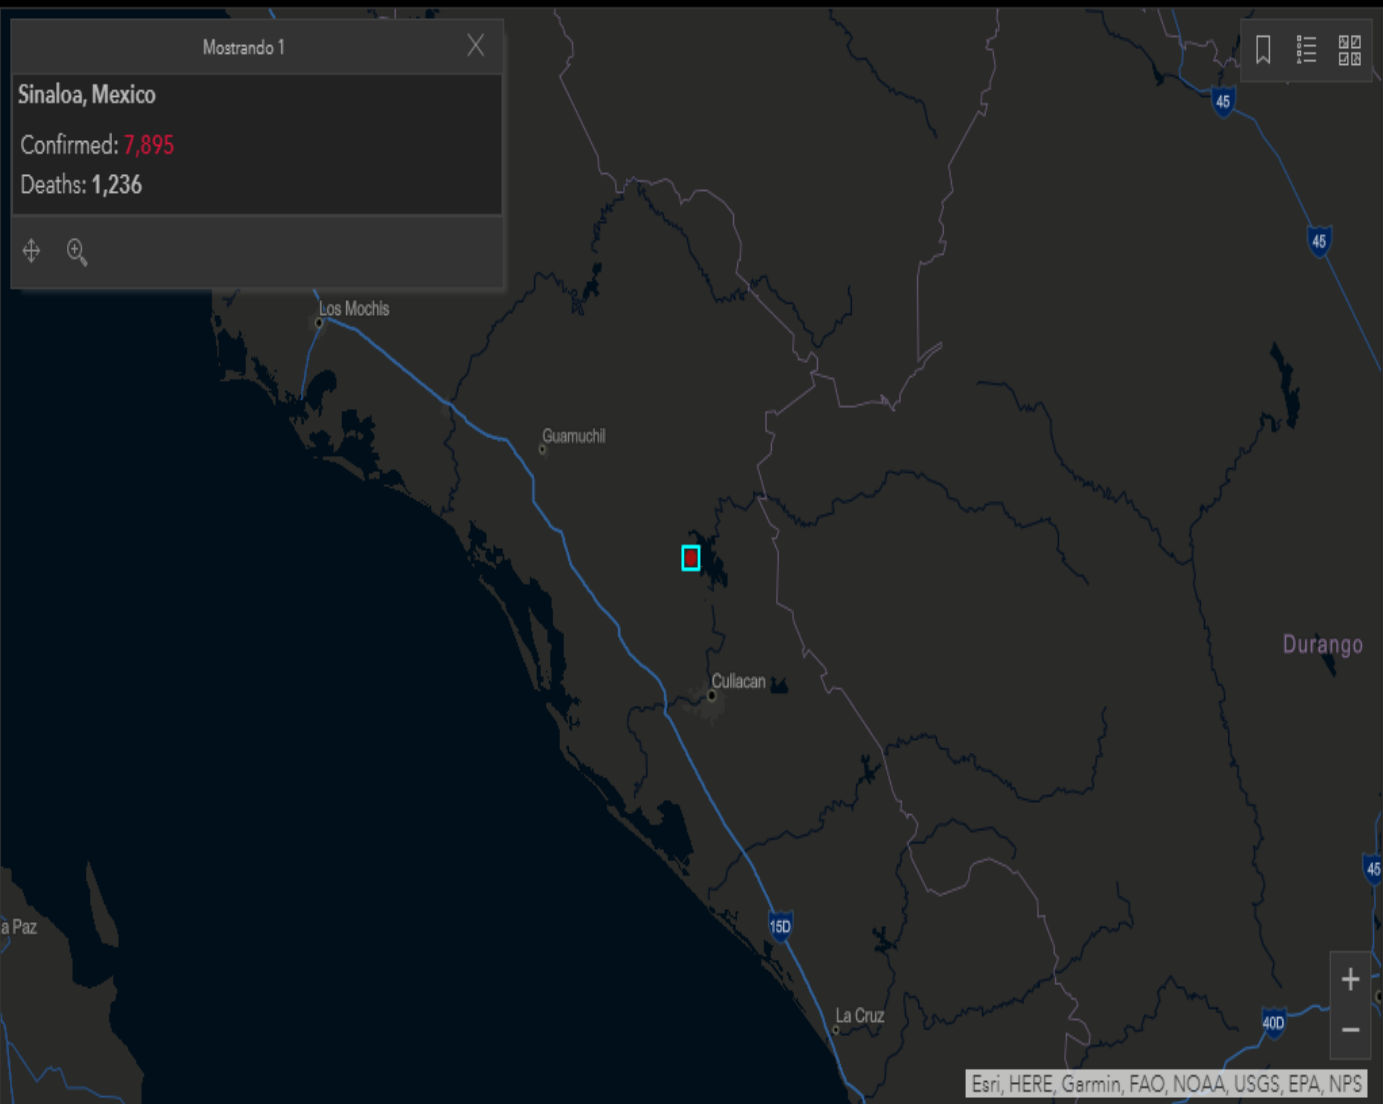 Mostrando 1
Sinaloa, Mexico
Confirmed: 7,895
Deaths: 1,236
45
45
Los Mochis
Guamuchil
Durango
Culiacan
45
15D
a Paz
La Cruz
40D
+
−
Esri, HERE, Garmin, FAO, NOAA, USGS, EPA, NPS